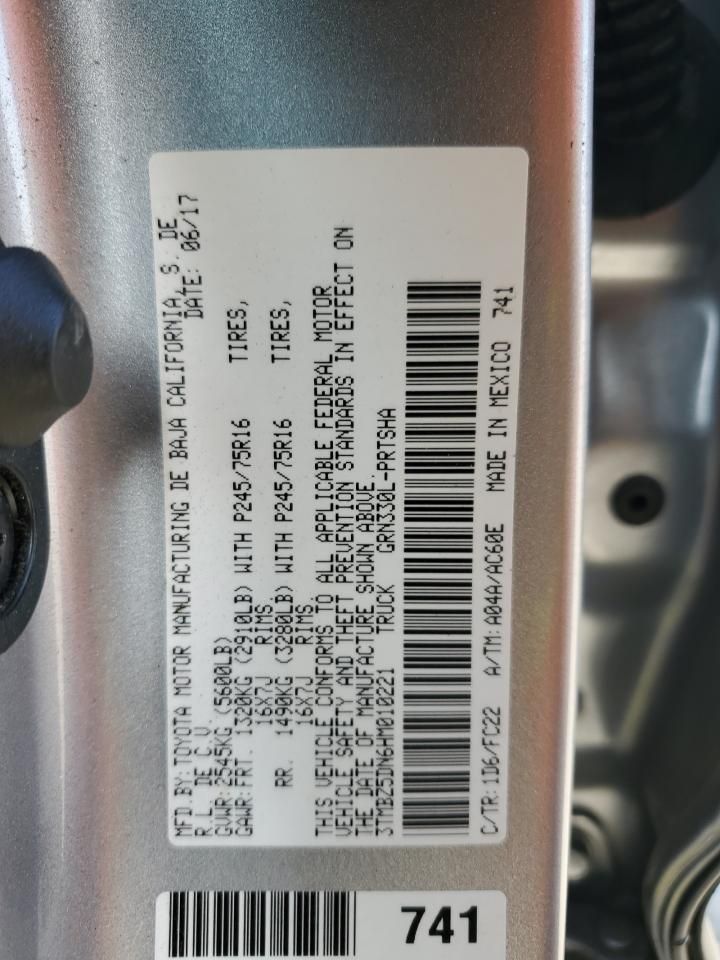 MFD.BY:TOYOTA MOTOR MANUFACTURING DE BAJA CALIFORNIA, S. DE
R.L. DE C.V. DATE: 06/17
GVWR:2545KG (5600LB)
GAWR:FRT. 1320KG (2910LB) WITH P245/75R16 TIRES,
16X7J RIMS
RR. 1490KG (3280LB) WITH P245/75R16 TIRES,
16X7J RIMS
THIS VEHICLE CONFORMS TO ALL APPLICABLE FEDERAL MOTOR
VEHICLE SAFETY AND THEFT PREVENTION STANDARDS IN EFFECT ON
THE DATE OF MANUFACTURE SHOWN ABOVE.
3TMBZ5DN6HM010221 TRUCK GRN330L-PRTSHA
C/TR:1D6/FC22 A/TM:A04A/AC60E MADE IN MEXICO 741
741